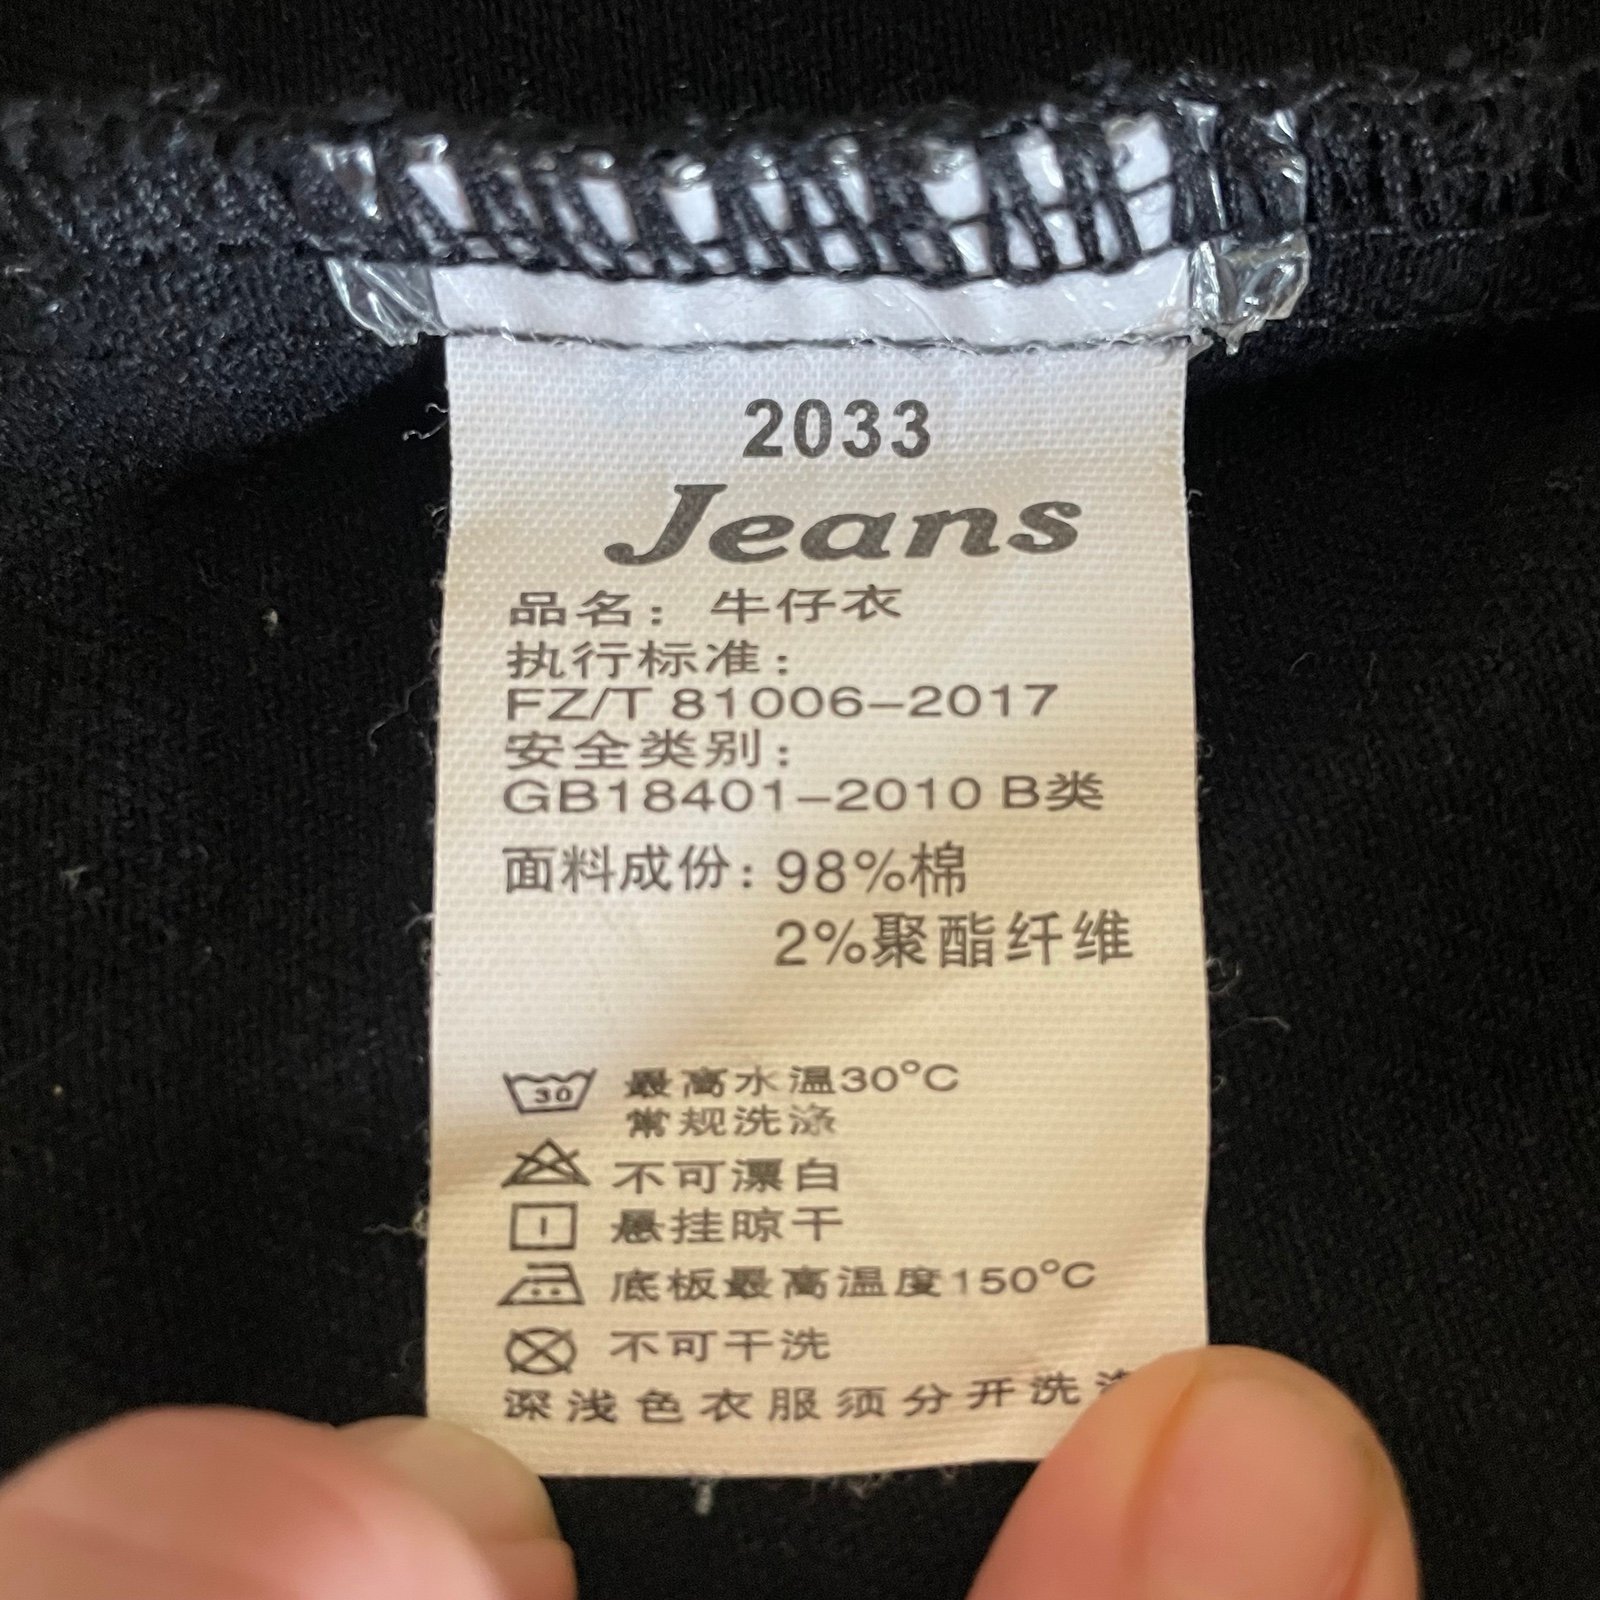 2033
Jeans
品名：牛仔衣
执行标准：
FZ/T 81006-2017
安全类别：
GB18401-2010 B类
面料成份：98%棉
2%聚酯纤维
30 最高水温30°C
常规洗涤
不可漂白
悬挂晾干
底板最高温度150°C
不可干洗
深浅色衣服须分开洗